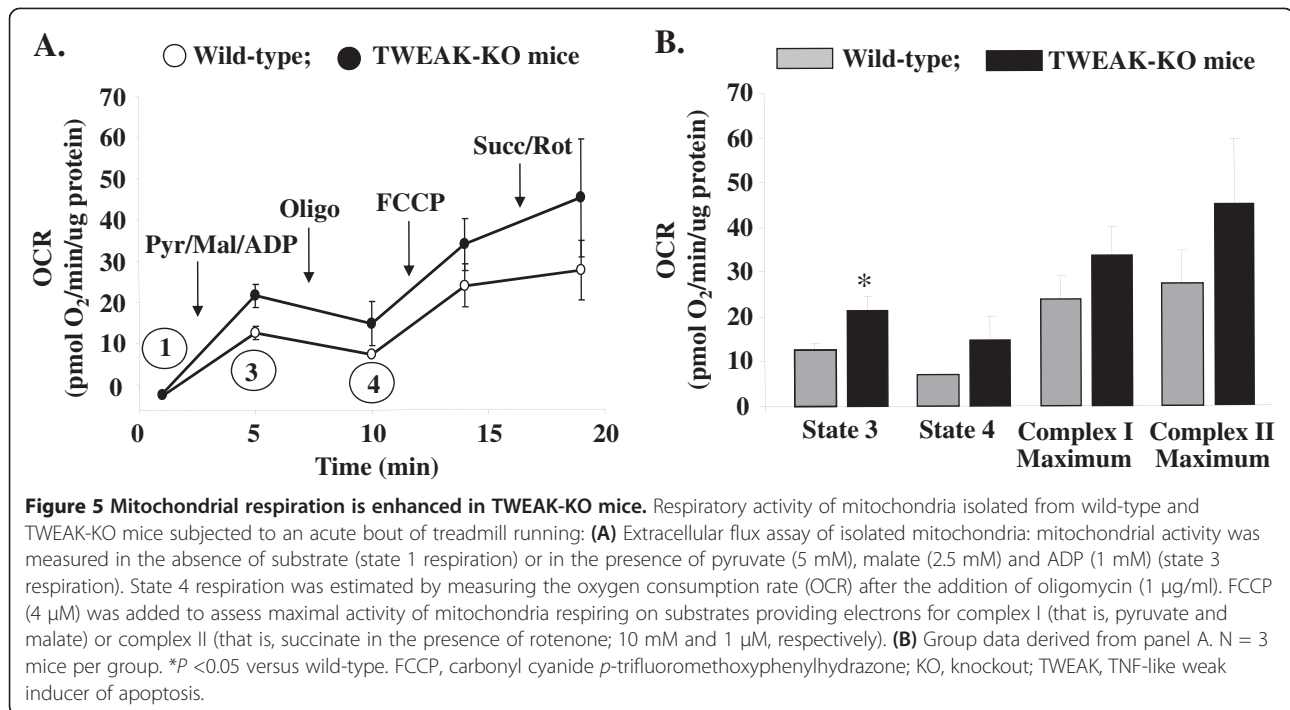 A.
Wild-type; TWEAK-KO mice
70
60
50
40
30
20
10
0
OCR
(pmol O2/min/ug protein)
Pyr/Mal/ADP
Oligo
FCCP
Succ/Rot
1
3
4
0 5 10 15 20
Time (min)
B.
Wild-type; TWEAK-KO mice
70
60
50
40
30
20
10
0
OCR
(pmol O2/min/ug protein)
*
State 3 State 4 Complex I Maximum Complex II Maximum
Figure 5 Mitochondrial respiration is enhanced in TWEAK-KO mice. Respiratory activity of mitochondria isolated from wild-type and
TWEAK-KO mice subjected to an acute bout of treadmill running: (A) Extracellular flux assay of isolated mitochondria: mitochondrial activity was
measured in the absence of substrate (state 1 respiration) or in the presence of pyruvate (5 mM), malate (2.5 mM) and ADP (1 mM) (state 3
respiration). State 4 respiration was estimated by measuring the oxygen consumption rate (OCR) after the addition of oligomycin (1 μg/ml). FCCP
(4 μM) was added to assess maximal activity of mitochondria respiring on substrates providing electrons for complex I (that is, pyruvate and
malate) or complex II (that is, succinate in the presence of rotenone; 10 mM and 1 μM, respectively). (B) Group data derived from panel A. N = 3
mice per group. *P <0.05 versus wild-type. FCCP, carbonyl cyanide p-trifluoromethoxyphenylhydrazone; KO, knockout; TWEAK, TNF-like weak
inducer of apoptosis.